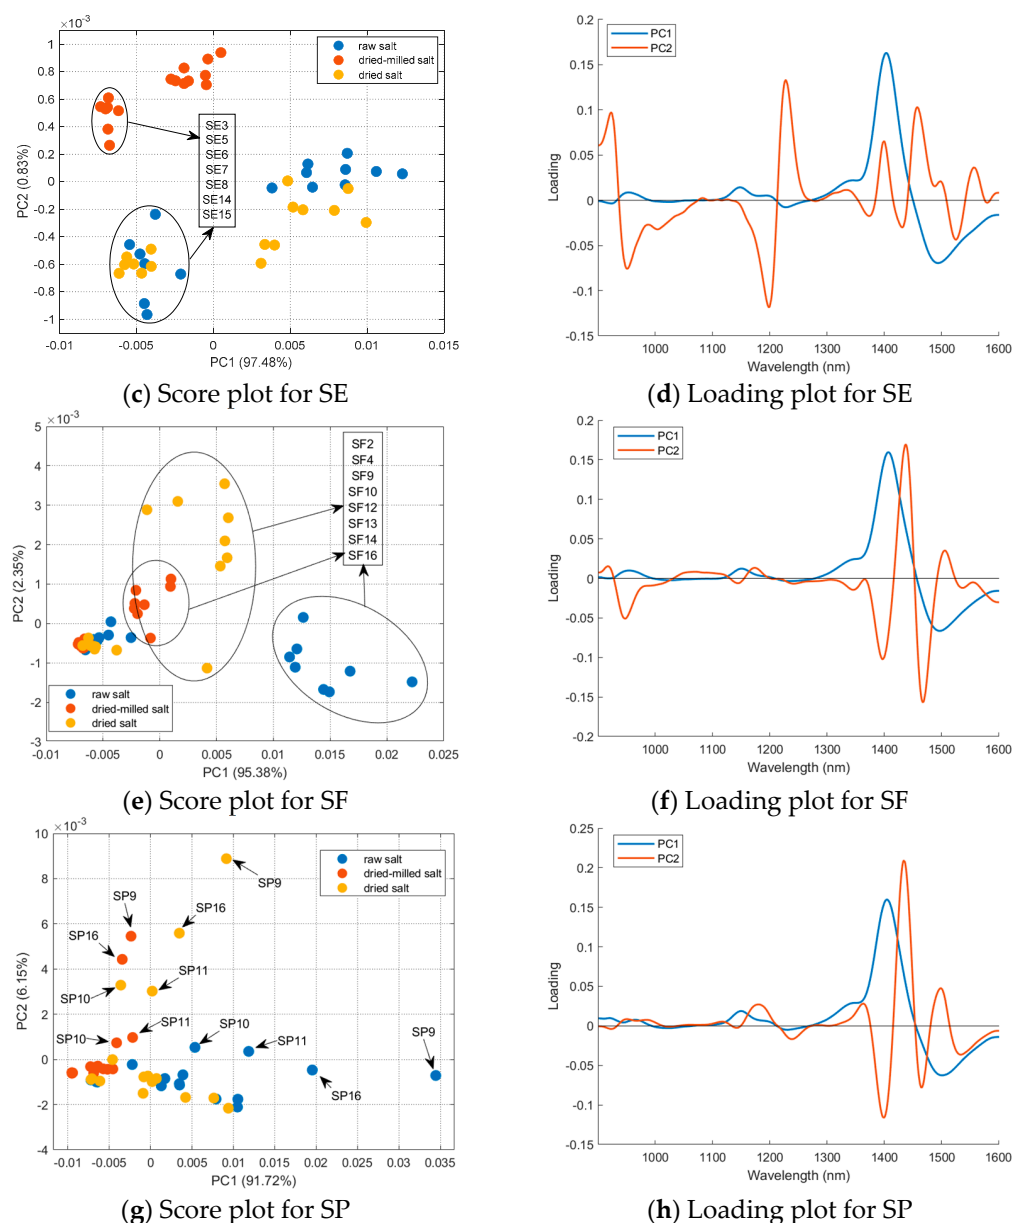 ×10⁻³
1
0.8
0.6
0.4
0.2
0
-0.2
-0.4
-0.6
-0.8
-1
PC2 (0.83%)
raw salt
dried-milled salt
dried salt
SE3
SE5
SE6
SE7
SE8
SE14
SE15
-0.01 -0.005 0 0.005 0.01 0.015
PC1 (97.48%)
(c) Score plot for SE
0.2
0.15
0.1
0.05
0
-0.05
-0.1
-0.15
Loading
PC1
PC2
1000 1100 1200 1300 1400 1500 1600
Wavelength (nm)
(d) Loading plot for SE
×10⁻³
5
4
3
2
1
0
-1
-2
-3
PC2 (2.35%)
SF2
SF4
SF9
SF10
SF12
SF13
SF14
SF16
raw salt
dried-milled salt
dried salt
-0.01 -0.005 0 0.005 0.01 0.015 0.02 0.025
PC1 (95.38%)
(e) Score plot for SF
0.2
0.15
0.1
0.05
0
-0.05
-0.1
-0.15
-0.2
Loading
PC1
PC2
1000 1100 1200 1300 1400 1500 1600
Wavelength (nm)
(f) Loading plot for SF
×10⁻³
10
8
6
4
2
0
-2
-4
PC2 (6.15%)
raw salt
dried-milled salt
dried salt
SP9
SP9
SP16
SP16
SP11
SP10
SP11
SP10
SP10
SP11
SP9
SP16
-0.01 -0.005 0 0.005 0.01 0.015 0.02 0.025 0.03 0.035
PC1 (91.72%)
(g) Score plot for SP
0.25
0.2
0.15
0.1
0.05
0
-0.05
-0.1
-0.15
Loading
PC1
PC2
1000 1100 1200 1300 1400 1500 1600
Wavelength (nm)
(h) Loading plot for SP